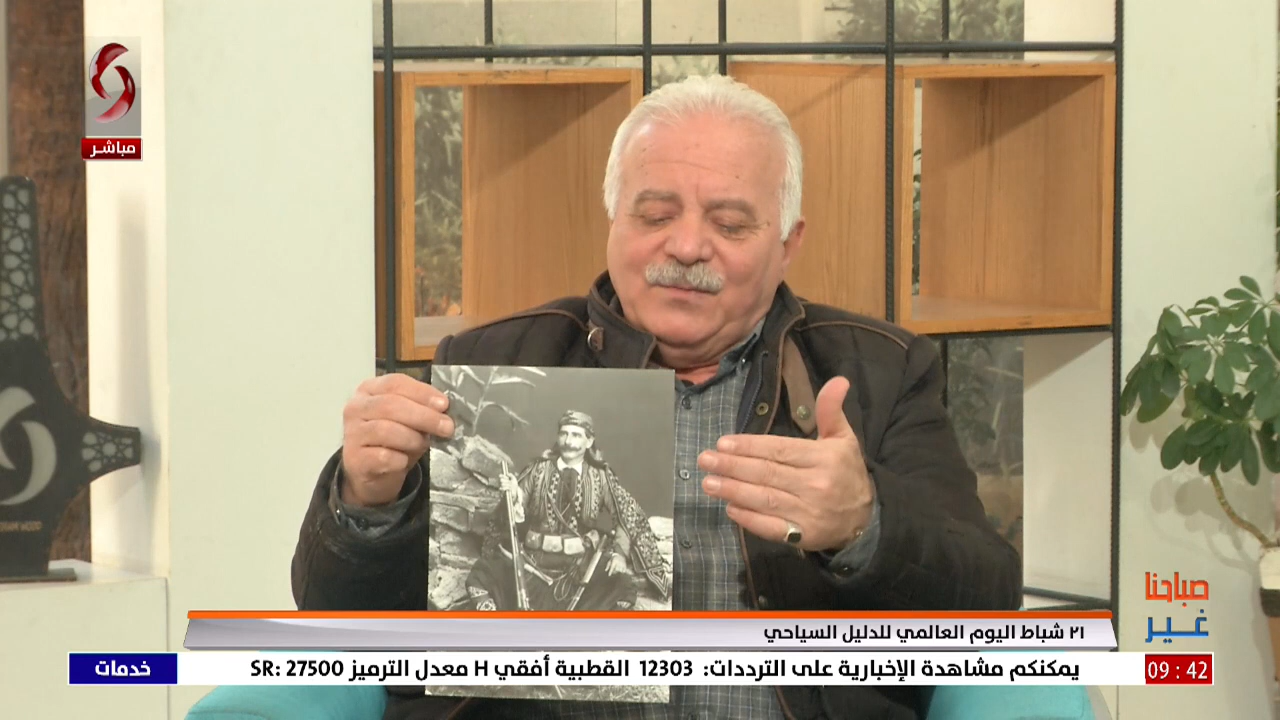 مباشر
صباحنا
غير
٢١ شباط اليوم العالمي للدليل السياحي
خدمات
يمكنكم مشاهدة الإخبارية على الترددات: 12303 القطبية أفقي H معدل الترميز SR: 27500
09 : 42